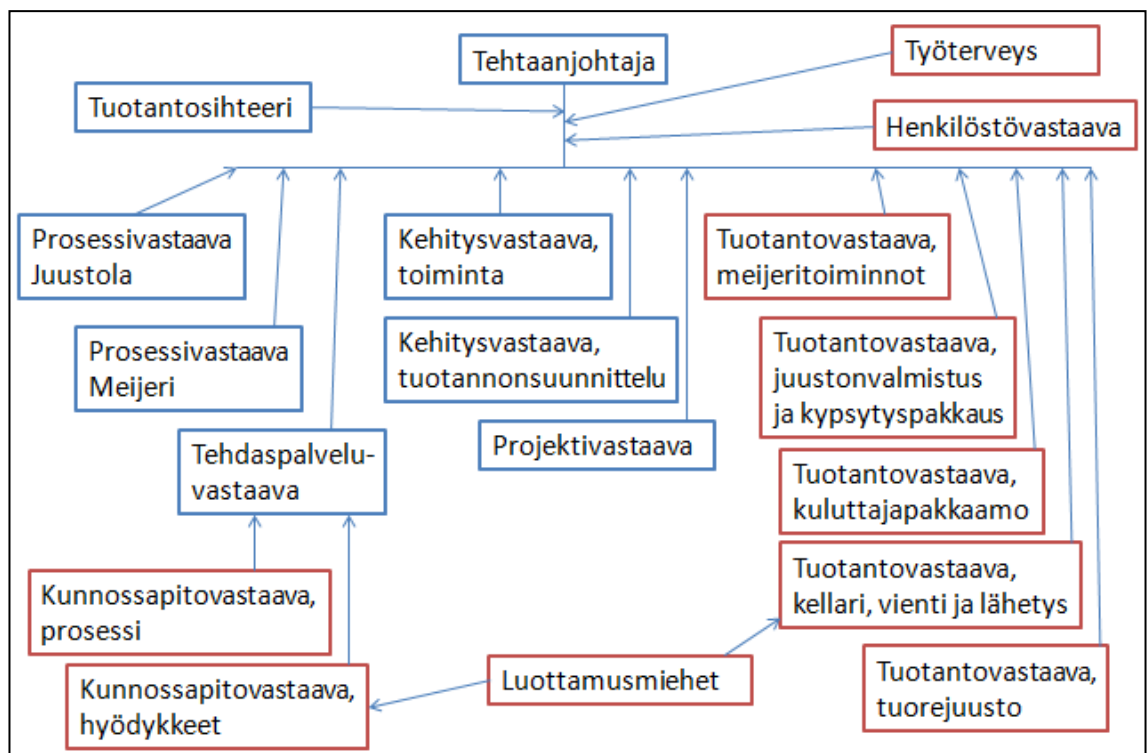 Tehtaanjohtaja
Työterveys
Tuotantosihteeri
Henkilöstövastaava
Prosessivastaava
Juustola
Kehitysvastaava,
toiminta
Tuotantovastaava,
meijeritoiminnot
Prosessivastaava
Meijeri
Kehitysvastaava,
tuotannonsuunnittelu
Tuotantovastaava,
juustonvalmistus
ja kypsytyspakkaus
Tehdaspalvelu-
vastaava
Projektivastaava
Tuotantovastaava,
kuluttajapakkaamo
Kunnossapitovastaava,
prosessi
Tuotantovastaava,
kellari, vienti ja lähetys
Kunnossapitovastaava,
hyödykkeet
Luottamusmiehet
Tuotantovastaava,
tuorejuusto